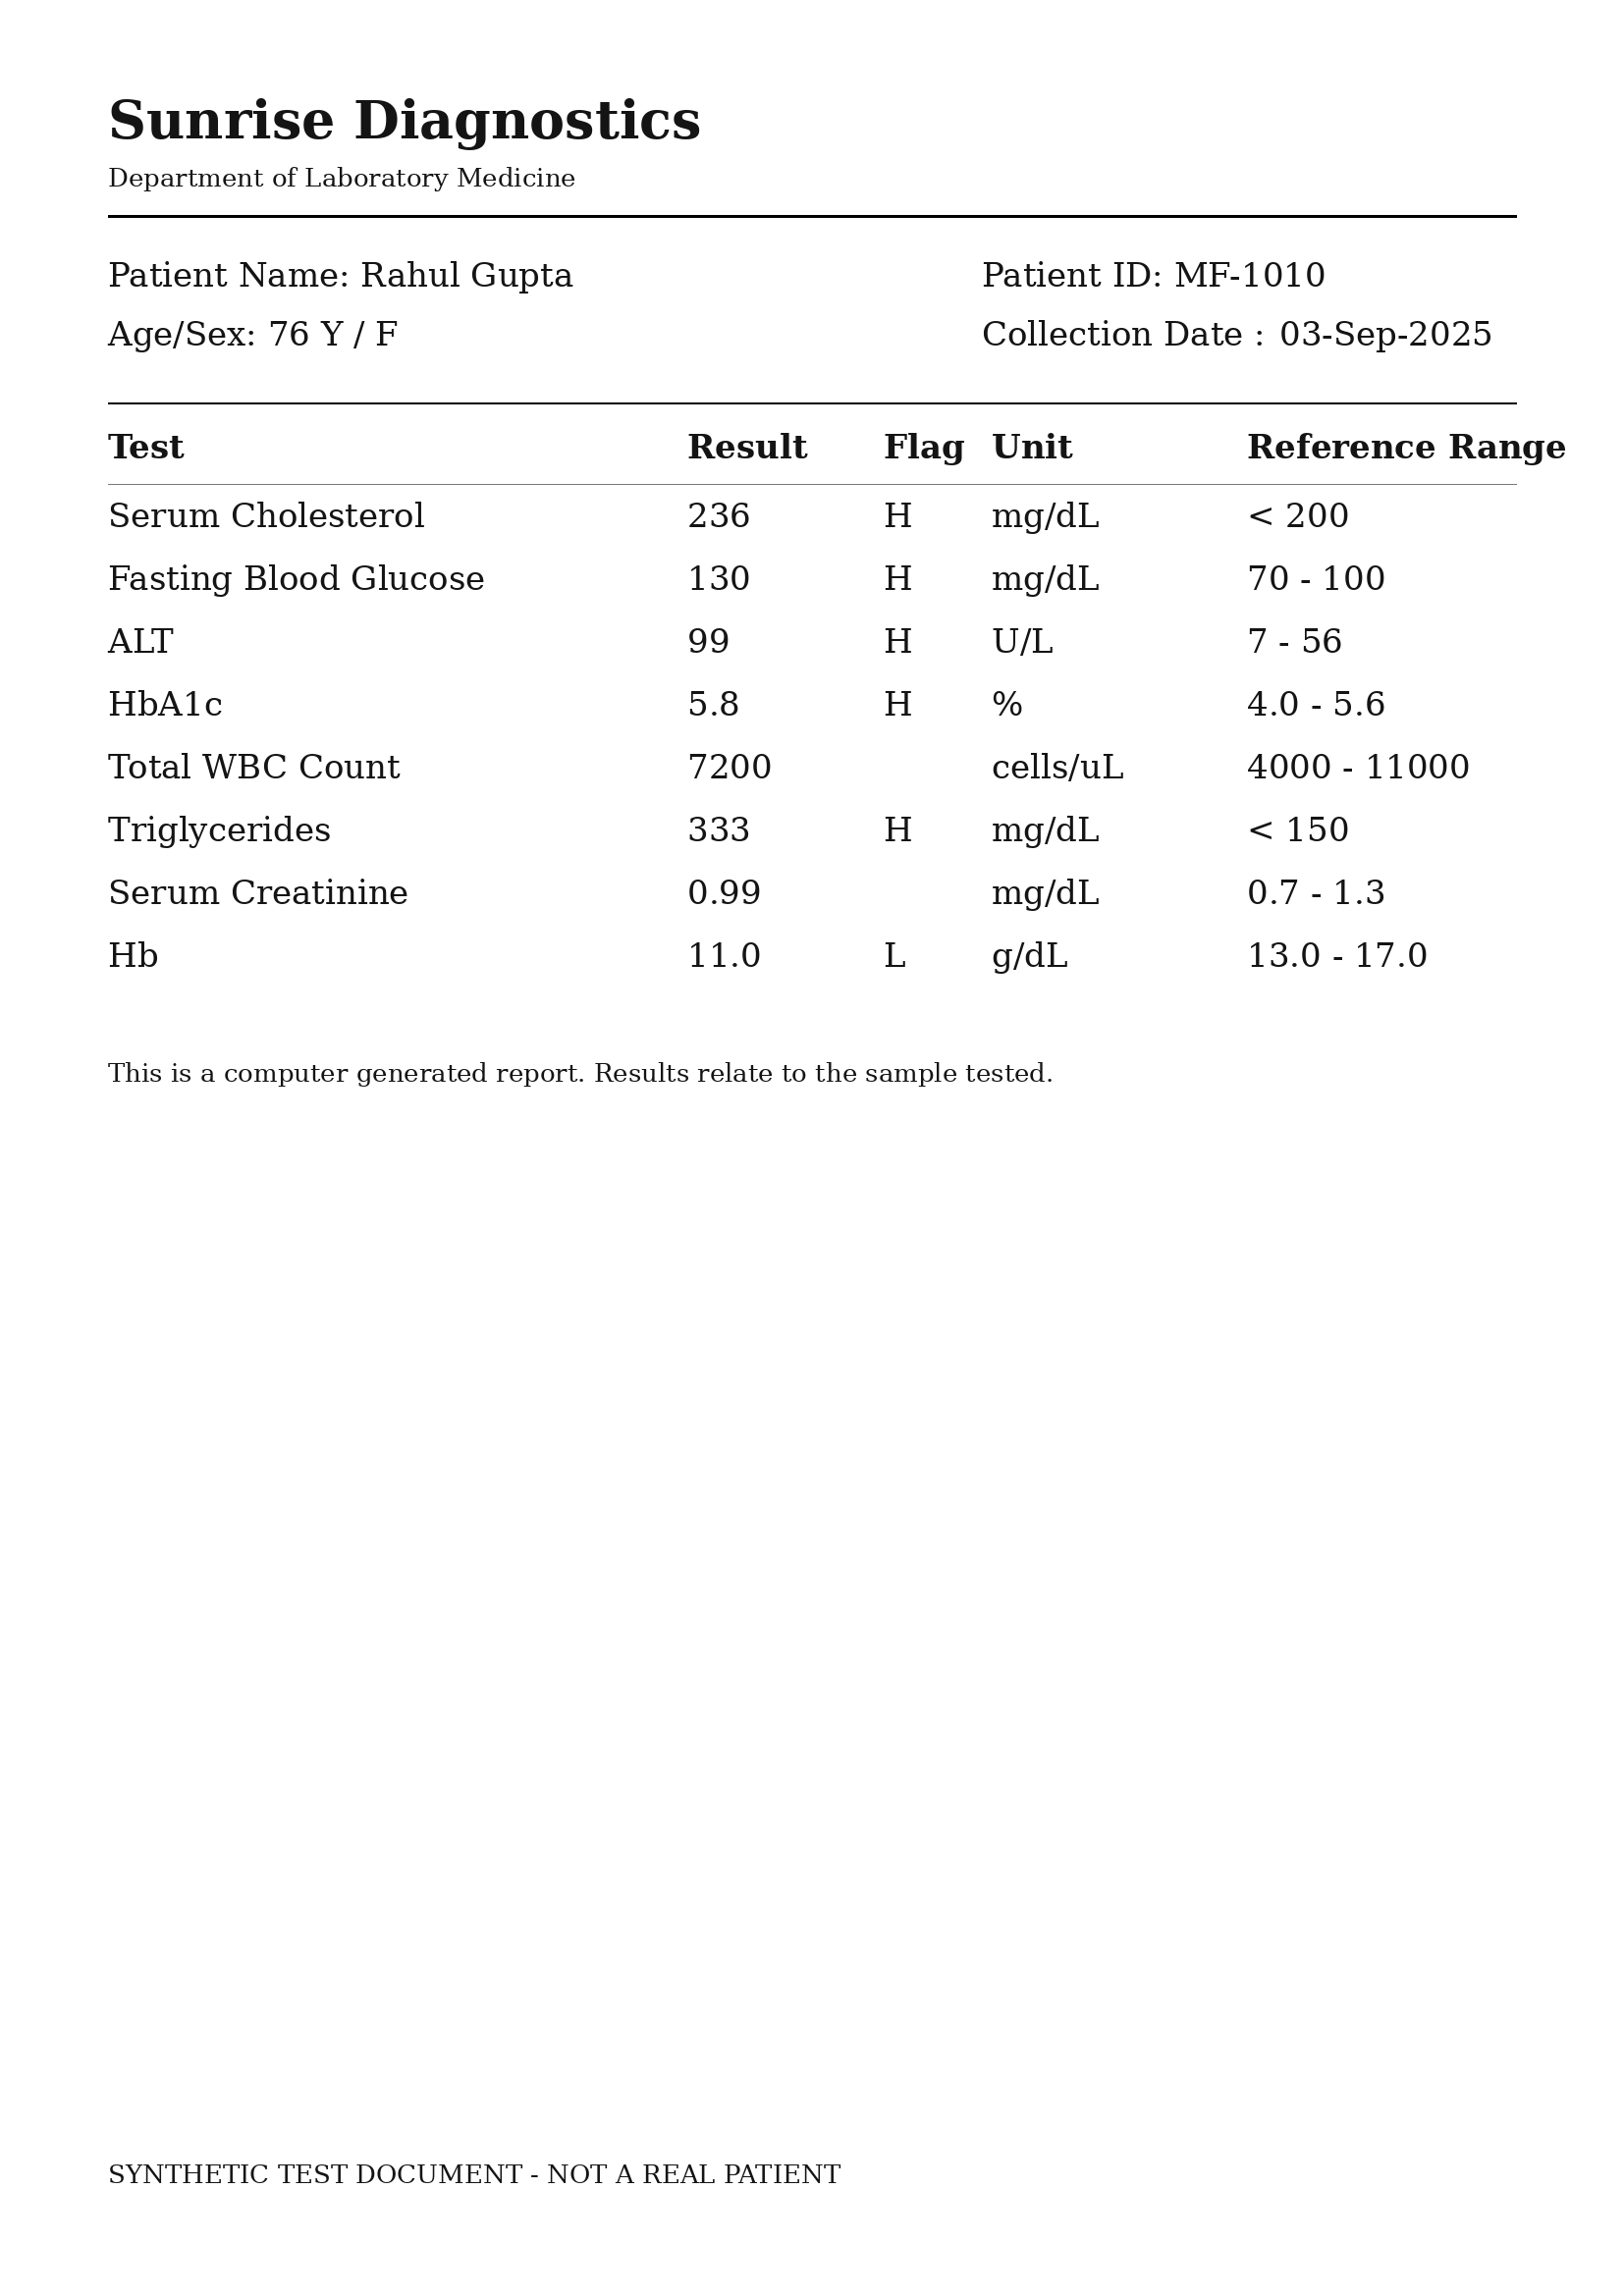 Sunrise Diagnostics
Department of Laboratory Medicine
Patient Name: Rahul Gupta Patient ID: MF-1010
Age/Sex: 76 Y / F Collection Date : 03-Sep-2025
Test Result Flag Unit Reference Range
Serum Cholesterol 236 H mg/dL < 200
Fasting Blood Glucose 130 H mg/dL 70 - 100
ALT 99 H U/L 7 - 56
HbA1c 5.8 H % 4.0 - 5.6
Total WBC Count 7200 cells/uL 4000 - 11000
Triglycerides 333 H mg/dL < 150
Serum Creatinine 0.99 mg/dL 0.7 - 1.3
Hb 11.0 L g/dL 13.0 - 17.0
This is a computer generated report. Results relate to the sample tested.
SYNTHETIC TEST DOCUMENT - NOT A REAL PATIENT